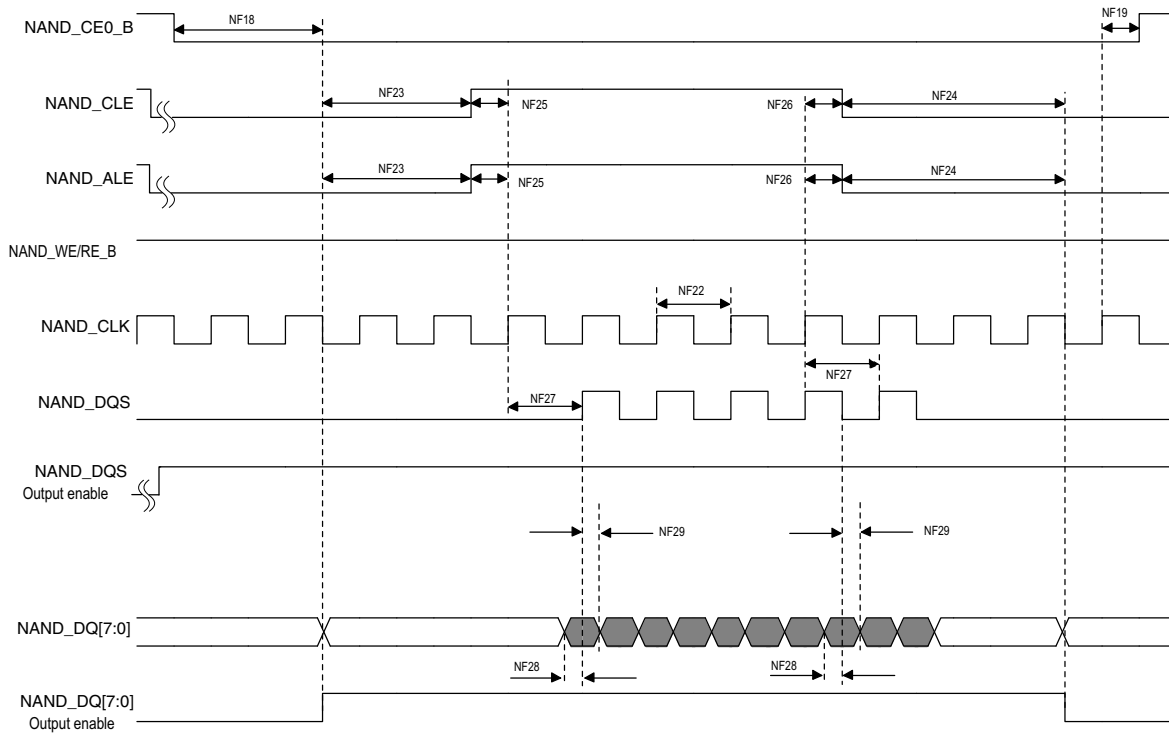 NF18
NF19
NAND_CE0_B
NAND_CLE
NF23
NF25
NF26
NF24
NAND_ALE
NF23
NF25
NF26
NF24
NAND_WE/RE_B
NF22
NAND_CLK
NF27
NAND_DQS
NF27
NAND_DQS
Output enable
NF29
NF29
NAND_DQ[7:0]
NF28
NF28
NAND_DQ[7:0]
Output enable